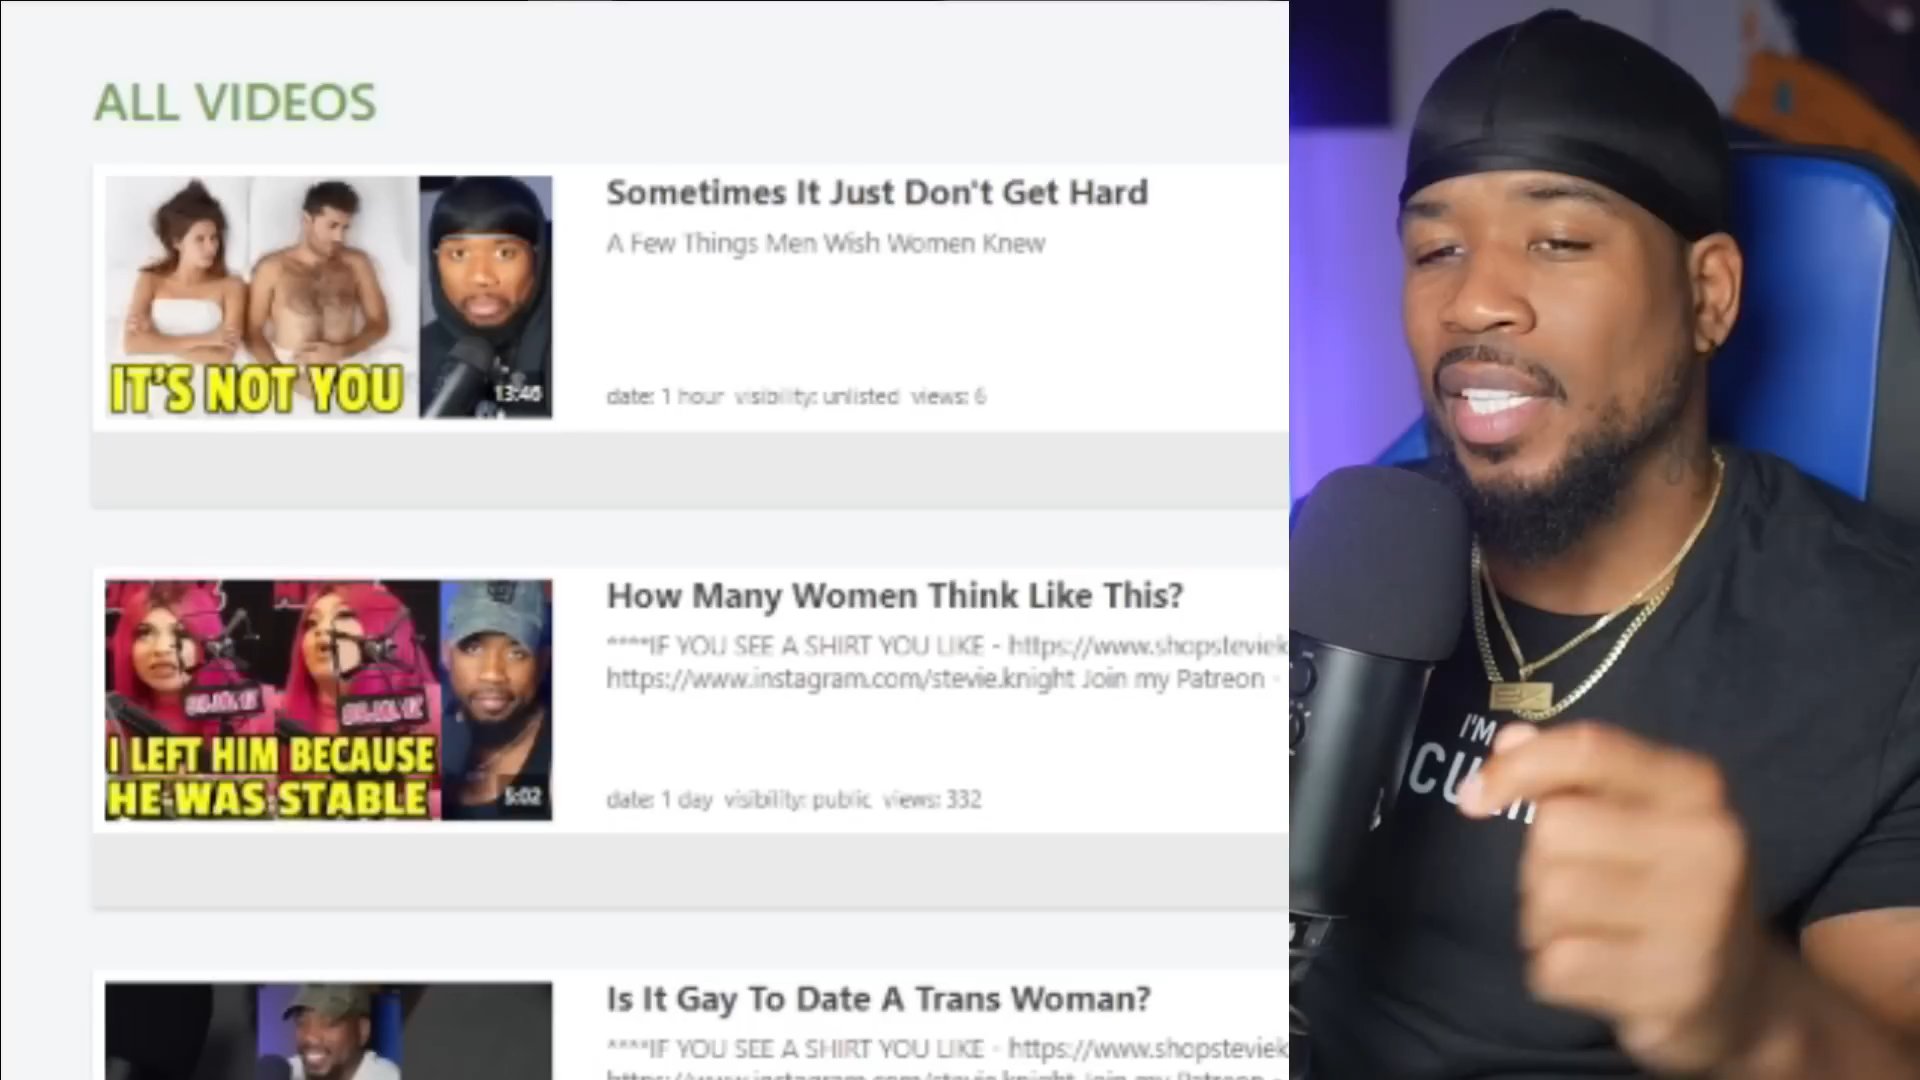 ALL VIDEOS
IT'S NOT YOU
13:46
Sometimes It Just Don't Get Hard
A Few Things Men Wish Women Knew
date: 1 hour visibility: unlisted views: 6
I LEFT HIM BECAUSE
HE WAS STABLE
5:02
How Many Women Think Like This?
****IF YOU SEE A SHIRT YOU LIKE - https://www.shopsteviek
https://www.instagram.com/stevie.knight Join my Patreon -
date: 1 day visibility: public views: 332
Is It Gay To Date A Trans Woman?
****IF YOU SEE A SHIRT YOU LIKE - https://www.shopsteviek
I'M